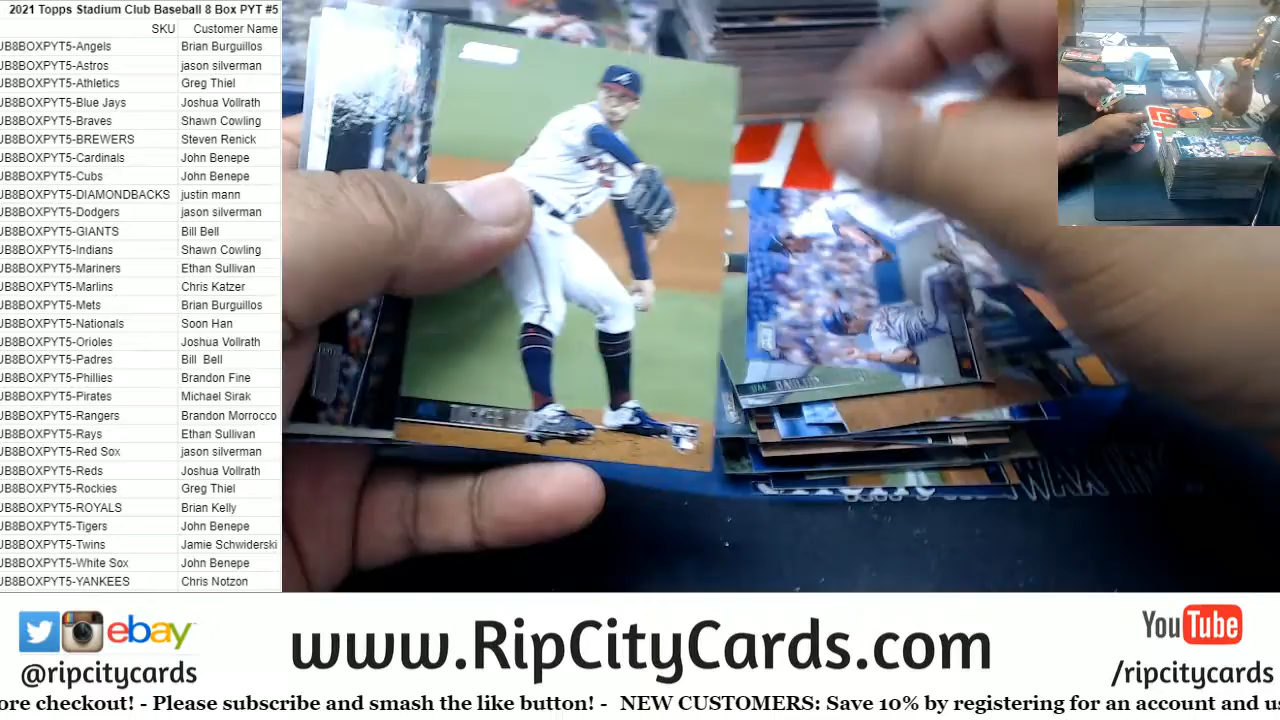 2021 Topps Stadium Club Baseball 8 Box PYT #5
SKU Customer Name
JB8BOXPYT5-Angels Brian Burguillos
JB8BOXPYT5-Astros jason silverman
JB8BOXPYT5-Athletics Greg Thiel
JB8BOXPYT5-Blue Jays Joshua Vollrath
JB8BOXPYT5-Braves Shawn Cowling
JB8BOXPYT5-BREWERS Steven Renick
JB8BOXPYT5-Cardinals John Benepe
JB8BOXPYT5-Cubs John Benepe
JB8BOXPYT5-DIAMONDBACKS justin mann
JB8BOXPYT5-Dodgers jason silverman
JB8BOXPYT5-GIANTS Bill Bell
JB8BOXPYT5-Indians Shawn Cowling
JB8BOXPYT5-Mariners Ethan Sullivan
JB8BOXPYT5-Marlins Chris Katzer
JB8BOXPYT5-Mets Brian Burguillos
JB8BOXPYT5-Nationals Soon Han
JB8BOXPYT5-Orioles Joshua Vollrath
JB8BOXPYT5-Padres Bill Bell
JB8BOXPYT5-Phillies Brandon Fine
JB8BOXPYT5-Pirates Michael Sirak
JB8BOXPYT5-Rangers Brandon Morrocco
JB8BOXPYT5-Rays Ethan Sullivan
JB8BOXPYT5-Red Sox jason silverman
JB8BOXPYT5-Reds Joshua Vollrath
JB8BOXPYT5-Rockies Greg Thiel
JB8BOXPYT5-ROYALS Brian Kelly
JB8BOXPYT5-Tigers John Benepe
JB8BOXPYT5-Twins Jamie Schwiderski
JB8BOXPYT5-White Sox John Benepe
JB8BOXPYT5-YANKEES Chris Notzon
ebay
@ripcitycards
www.RipCityCards.com
YouTube
/ripcitycards
ore checkout! - Please subscribe and smash the like button! - NEW CUSTOMERS: Save 10% by registering for an account and us